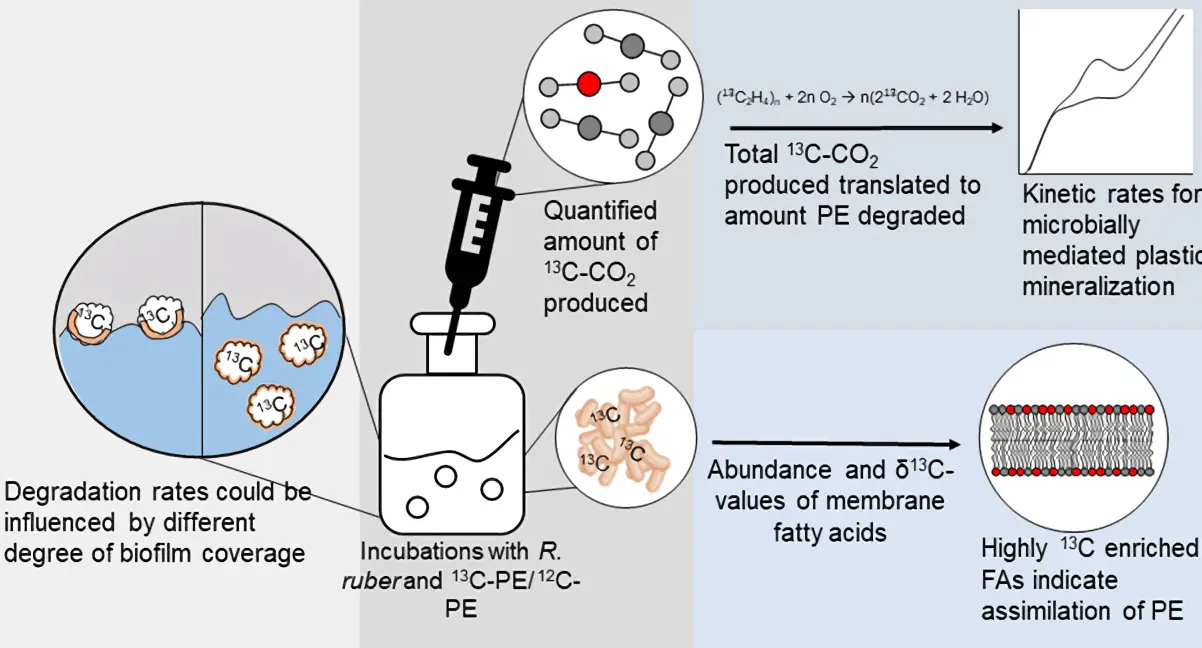 (¹³C₂H₄)ₙ + 2n O₂ → n(2¹³CO₂ + 2 H₂O)
Total ¹³C-CO₂
produced translated to
amount PE degraded
Kinetic rates for
microbially
mediated plastic
mineralization
Quantified
amount of
¹³C-CO₂
produced
¹³C
¹³C
¹³C
¹³C
¹³C
Degradation rates could be
influenced by different
degree of biofilm coverage
Incubations with R.
ruber and ¹³C-PE/¹²C-
PE
¹³C
¹³C
¹³C
Abundance and δ¹³C-
values of membrane
fatty acids
Highly ¹³C enriched
FAs indicate
assimilation of PE